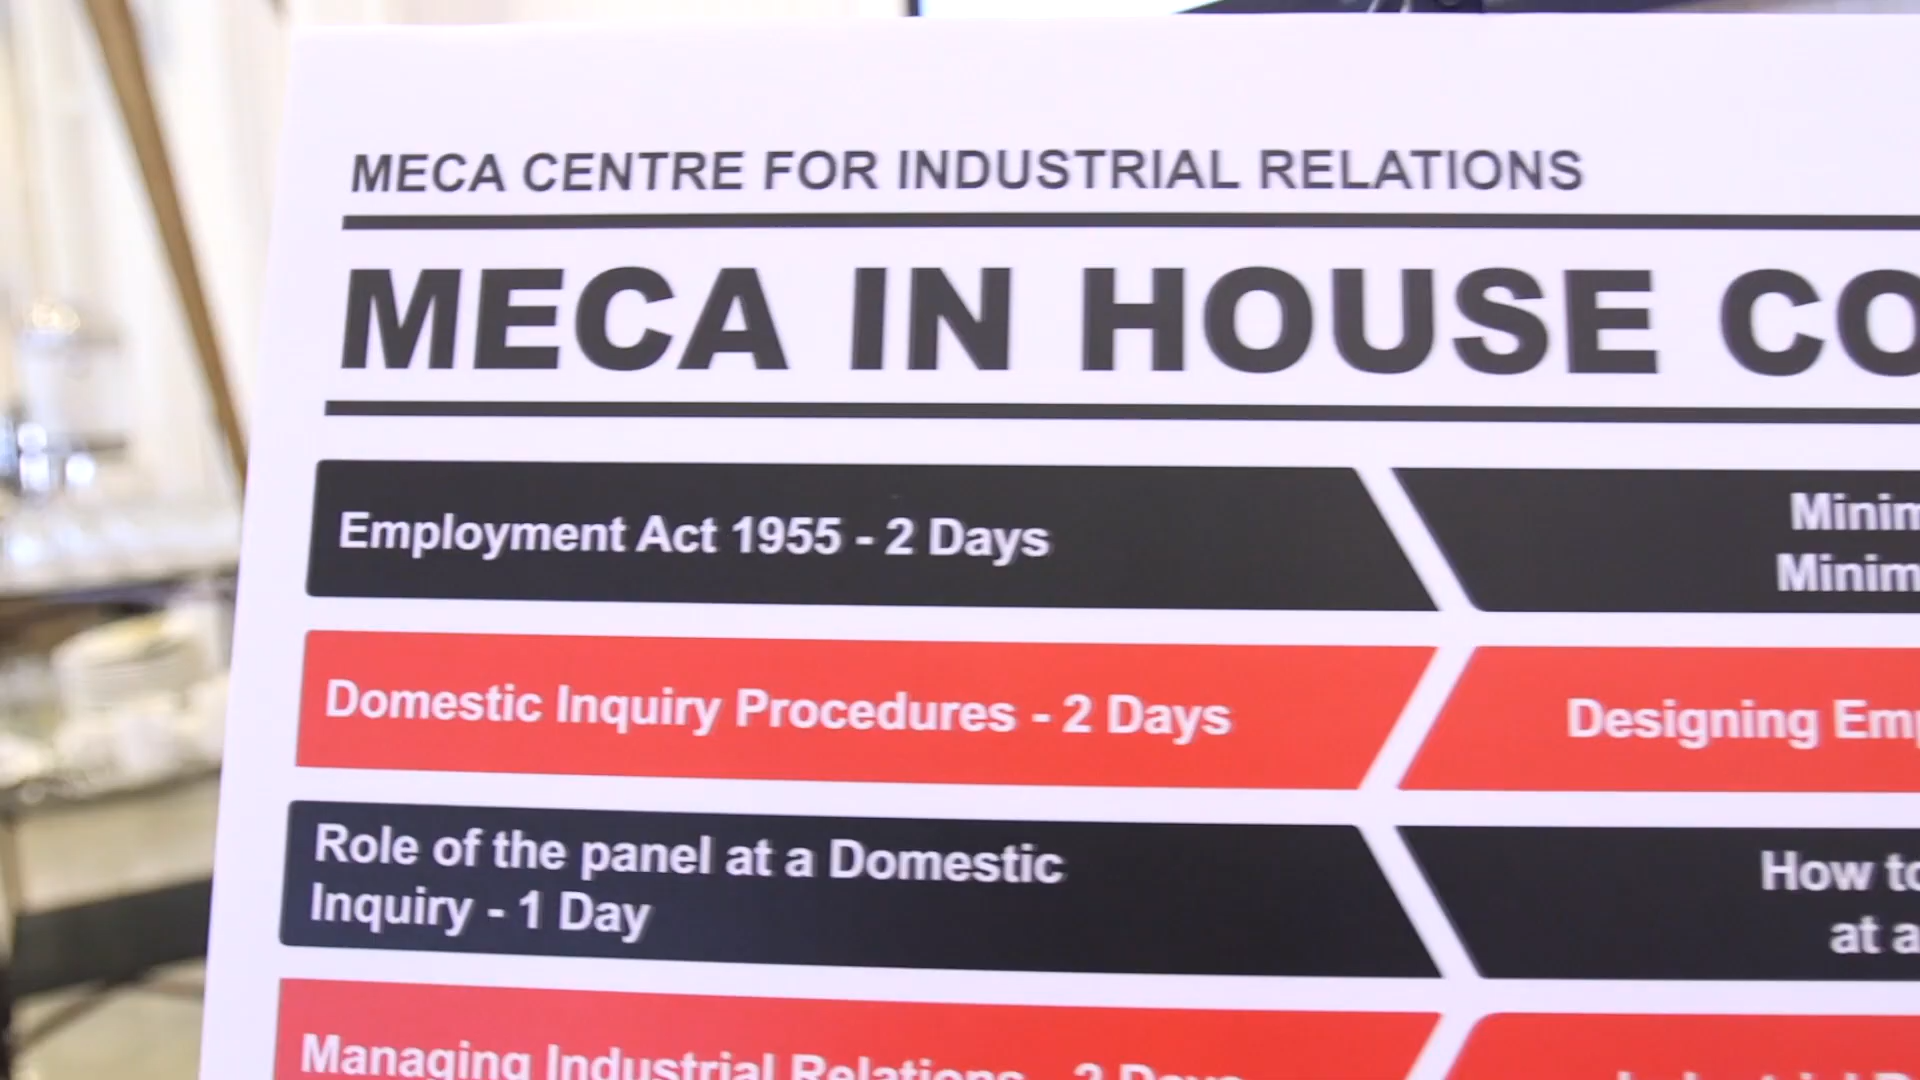 MECA CENTRE FOR INDUSTRIAL RELATIONS
MECA IN HOUSE CO
Employment Act 1955 - 2 Days
Minim
Minim
Domestic Inquiry Procedures - 2 Days
Designing Emp
Role of the panel at a Domestic
Inquiry - 1 Day
How to
at a
Managing Industrial Relations - 2 Days